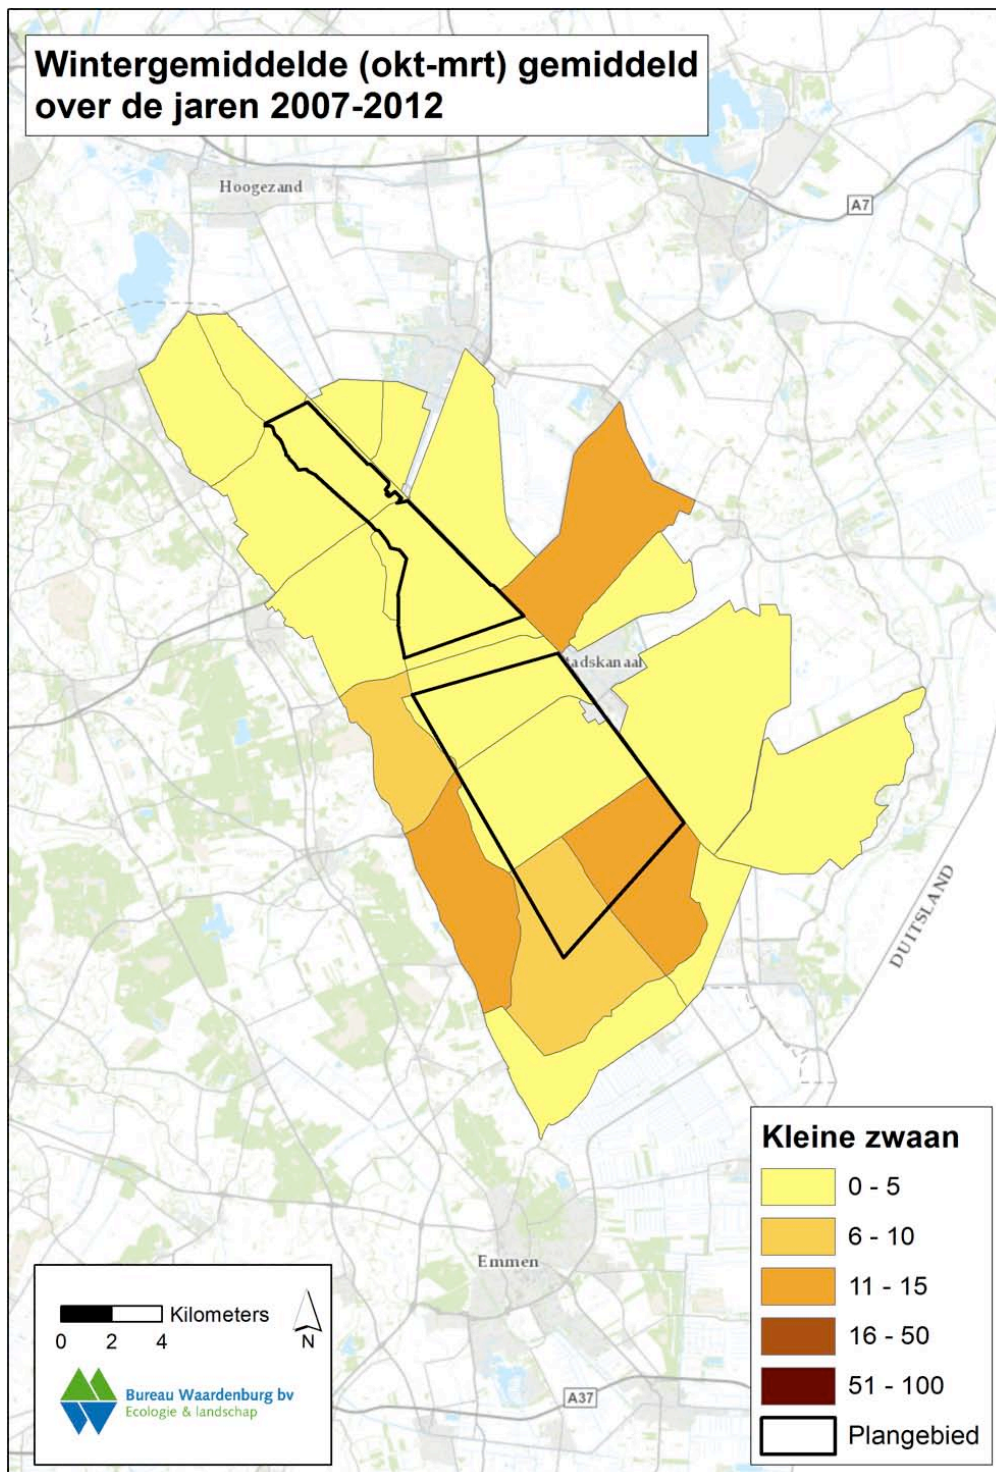 Wintergemiddelde (okt-mrt) gemiddeld
over de jaren 2007-2012
Hoogezand
A7
adskanaal
DUITSLAND
Emmen
A37
Kleine zwaan
0 - 5
6 - 10
11 - 15
16 - 50
51 - 100
Plangebied
Kilometers
0 2 4
N
Bureau Waardenburg bv
Ecologie & landschap